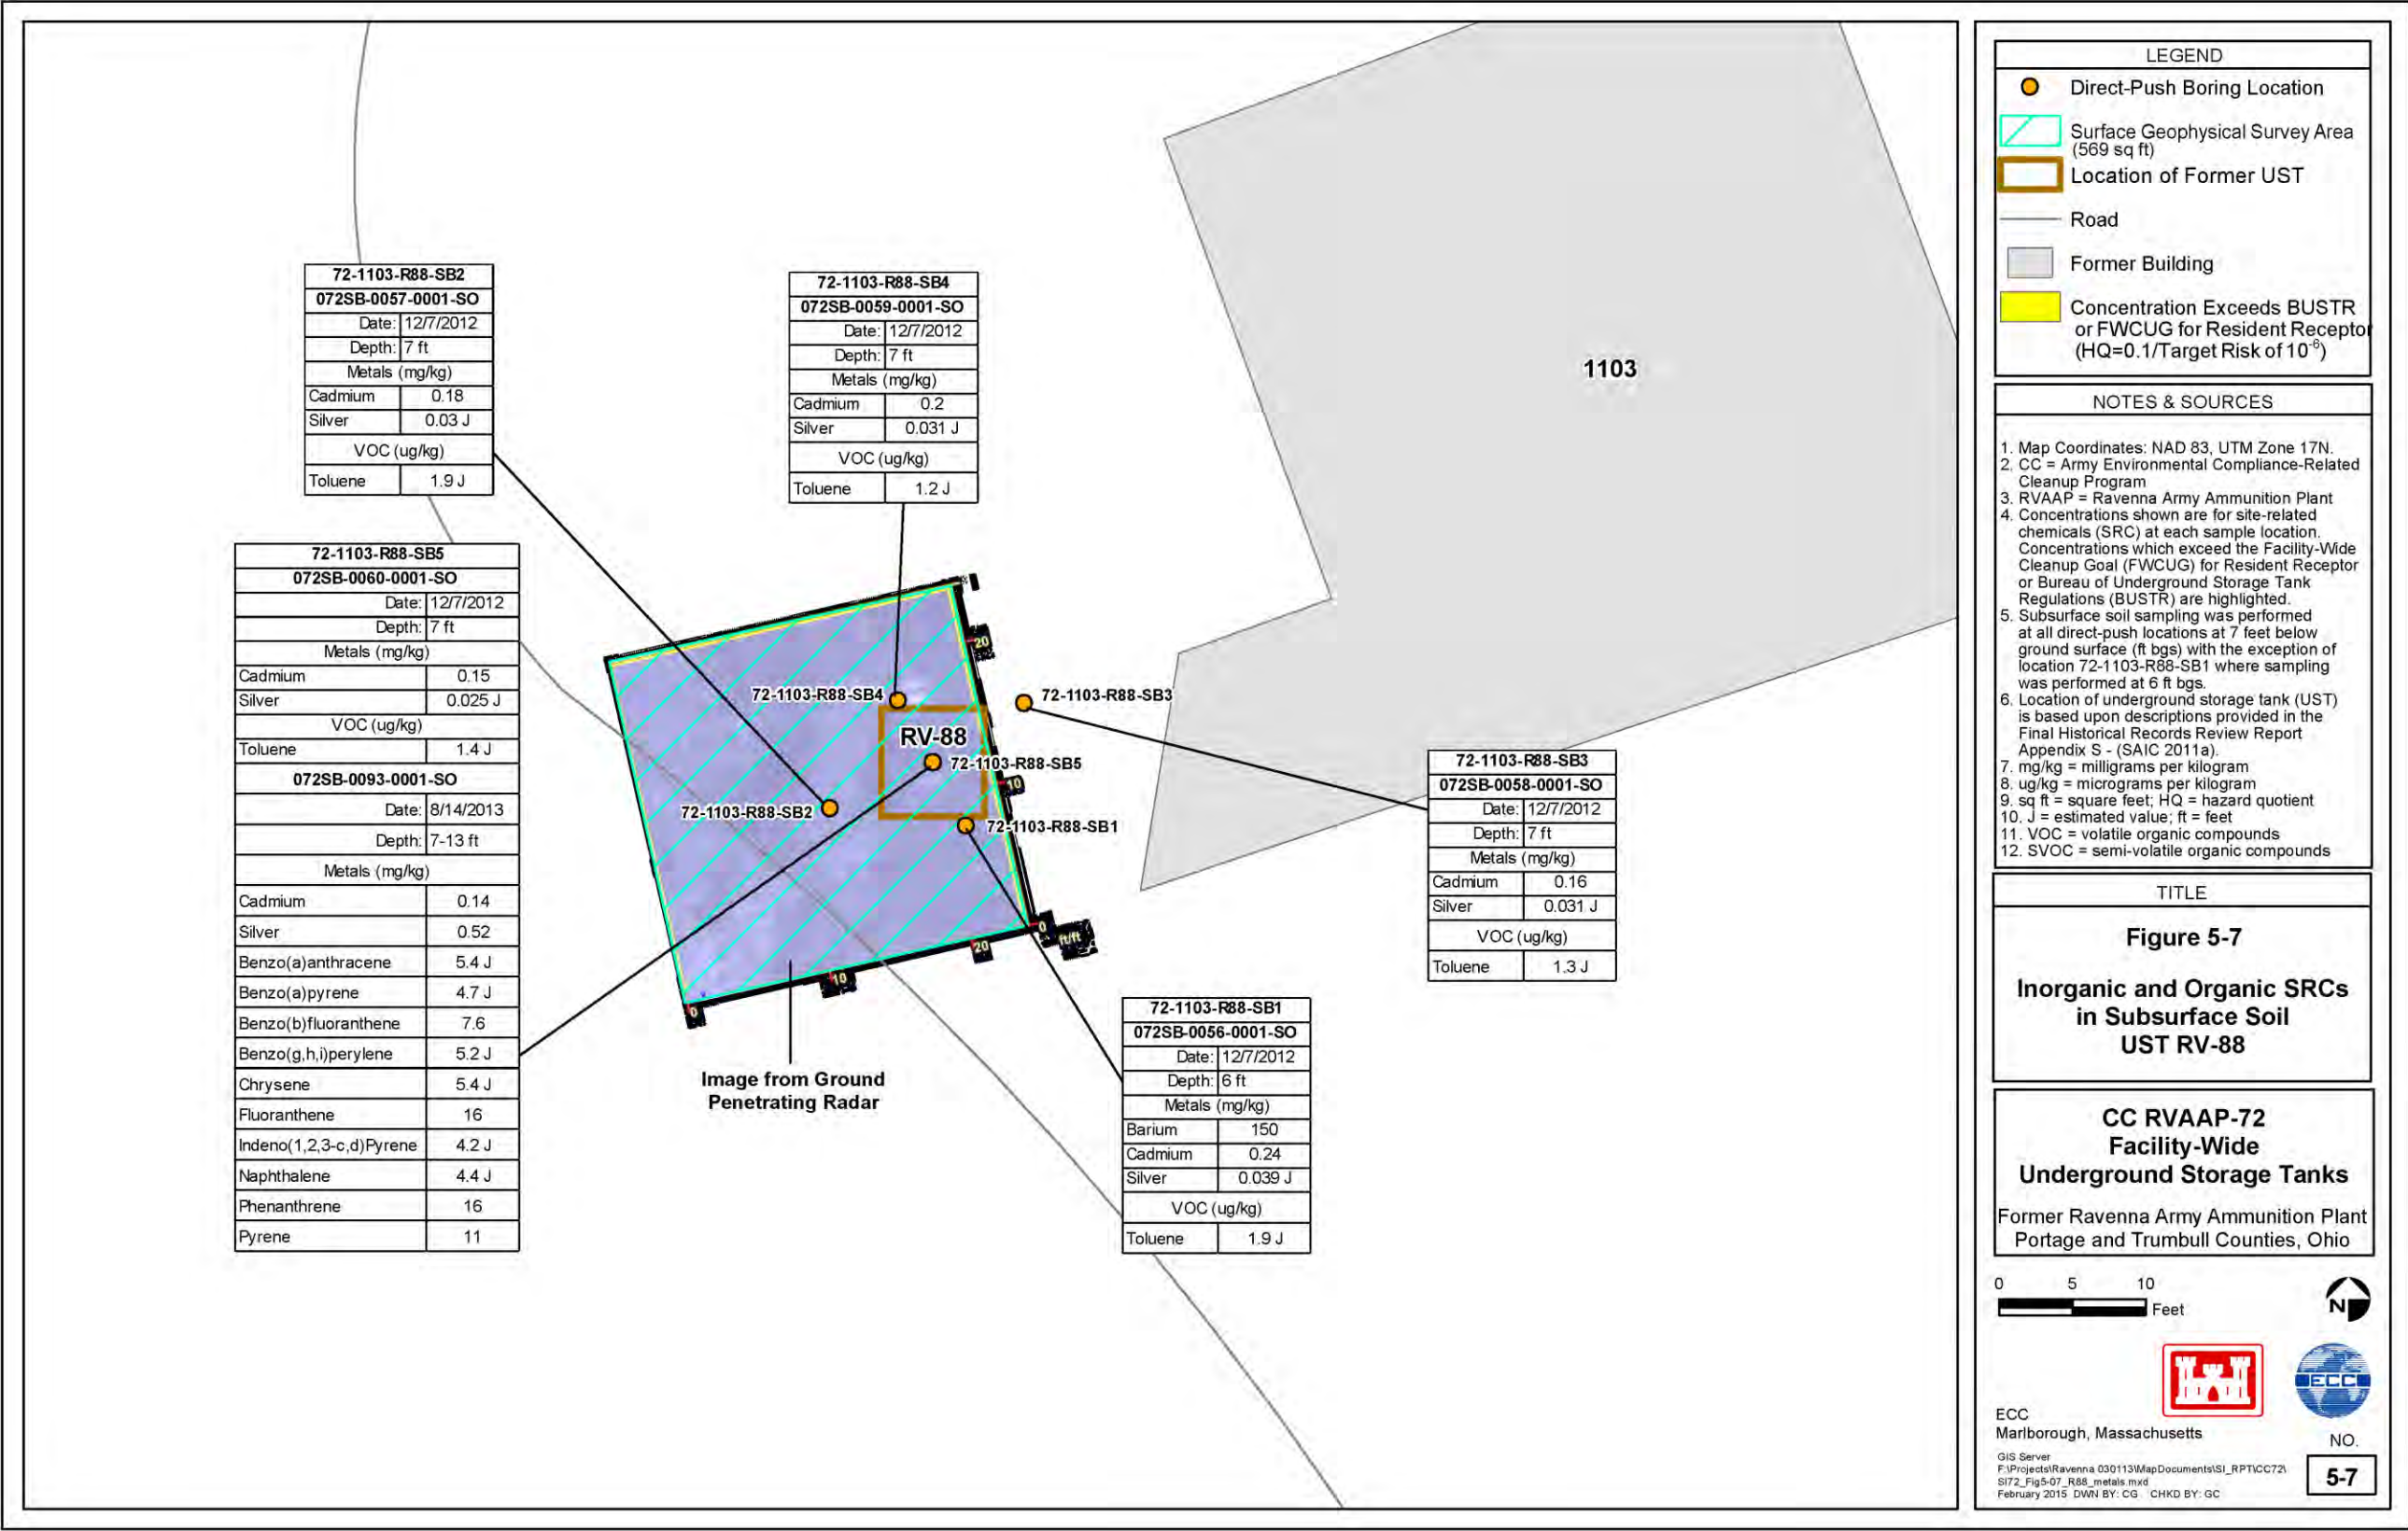 72-1103-R88-SB2
072SB-0057-0001-SO
Date: 12/7/2012
Depth: 7 ft
Metals (mg/kg)
Cadmium 0.18
Silver 0.03 J
VOC (ug/kg)
Toluene 1.9 J
72-1103-R88-SB4
072SB-0059-0001-SO
Date: 12/7/2012
Depth: 7 ft
Metals (mg/kg)
Cadmium 0.2
Silver 0.031 J
VOC (ug/kg)
Toluene 1.2 J
1103
72-1103-R88-SB5
072SB-0060-0001-SO
Date: 12/7/2012
Depth: 7 ft
Metals (mg/kg)
Cadmium 0.15
Silver 0.025 J
VOC (ug/kg)
Toluene 1.4 J
072SB-0093-0001-SO
Date: 8/14/2013
Depth: 7-13 ft
Metals (mg/kg)
Cadmium 0.14
Silver 0.52
Benzo(a)anthracene 5.4 J
Benzo(a)pyrene 4.7 J
Benzo(b)fluoranthene 7.6
Benzo(g,h,i)perylene 5.2 J
Chrysene 5.4 J
Fluoranthene 16
Indeno(1,2,3-c,d)Pyrene 4.2 J
Naphthalene 4.4 J
Phenanthrene 16
Pyrene 11
20
72-1103-R88-SB4
72-1103-R88-SB3
RV-88
72-1103-R88-SB5
10
72-1103-R88-SB2
72-1103-R88-SB1
0
ft/ft
20
10
0
Image from Ground
Penetrating Radar
72-1103-R88-SB3
072SB-0058-0001-SO
Date: 12/7/2012
Depth: 7 ft
Metals (mg/kg)
Cadmium 0.16
Silver 0.031 J
VOC (ug/kg)
Toluene 1.3 J
72-1103-R88-SB1
072SB-0056-0001-SO
Date: 12/7/2012
Depth: 6 ft
Metals (mg/kg)
Barium 150
Cadmium 0.24
Silver 0.039 J
VOC (ug/kg)
Toluene 1.9 J
LEGEND
Direct-Push Boring Location
Surface Geophysical Survey Area
(569 sq ft)
Location of Former UST
Road
Former Building
Concentration Exceeds BUSTR
or FWCUG for Resident Receptor
(HQ=0.1/Target Risk of 10-6)
NOTES & SOURCES
1. Map Coordinates: NAD 83, UTM Zone 17N.
2. CC = Army Environmental Compliance-Related
Cleanup Program
3. RVAAP = Ravenna Army Ammunition Plant
4. Concentrations shown are for site-related
chemicals (SRC) at each sample location.
Concentrations which exceed the Facility-Wide
Cleanup Goal (FWCUG) for Resident Receptor
or Bureau of Underground Storage Tank
Regulations (BUSTR) are highlighted.
5. Subsurface soil sampling was performed
at all direct-push locations at 7 feet below
ground surface (ft bgs) with the exception of
location 72-1103-R88-SB1 where sampling
was performed at 6 ft bgs.
6. Location of underground storage tank (UST)
is based upon descriptions provided in the
Final Historical Records Review Report
Appendix S - (SAIC 2011a).
7. mg/kg = milligrams per kilogram
8. ug/kg = micrograms per kilogram
9. sq ft = square feet; HQ = hazard quotient
10. J = estimated value; ft = feet
11. VOC = volatile organic compounds
12. SVOC = semi-volatile organic compounds
TITLE
Figure 5-7
Inorganic and Organic SRCs
in Subsurface Soil
UST RV-88
CC RVAAP-72
Facility-Wide
Underground Storage Tanks
Former Ravenna Army Ammunition Plant
Portage and Trumbull Counties, Ohio
0 5 10
Feet
N
ECC
ECC
Marlborough, Massachusetts
NO.
5-7
GIS Server
F:\Projects\Ravenna 030113\MapDocuments\SI_RPT\CC72\
SI72_Fig5-07_R88_metals.mxd
February 2015 DWN BY: CG CHKD BY: GC